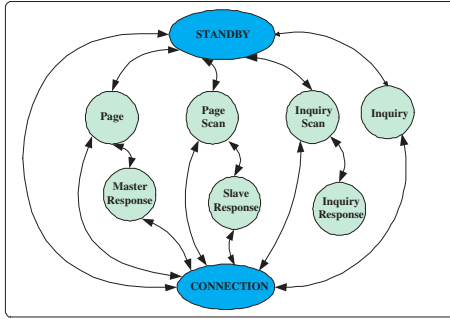 STANDBY
Page
Page
Scan
Inquiry
Scan
Inquiry
Master
Response
Slave
Response
Inquiry
Response
CONNECTION